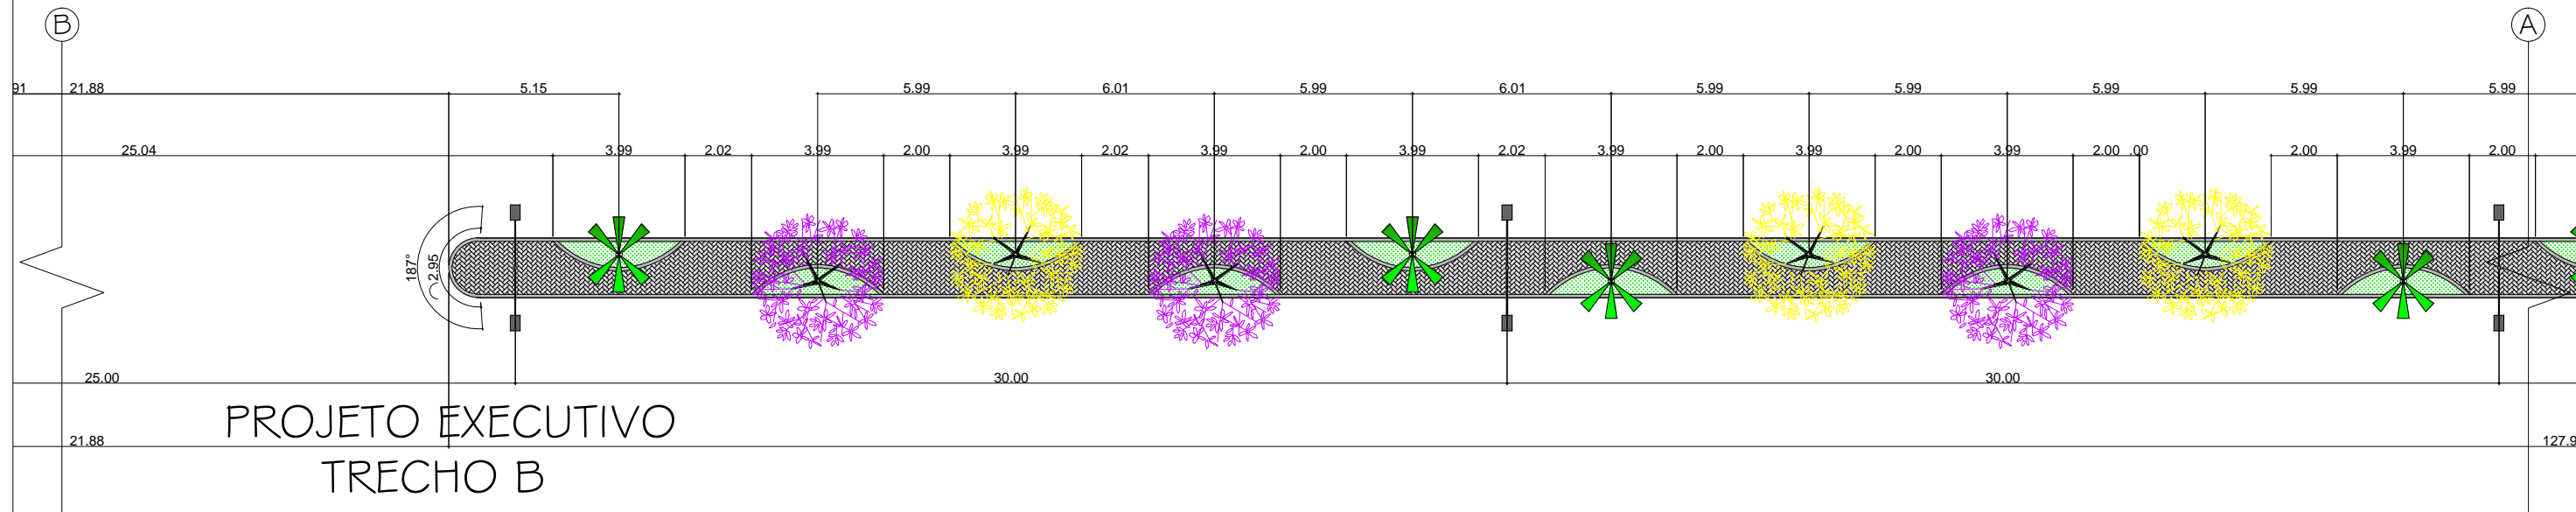 B A
91 21.88 5.15 5.99 6.01 5.99 6.01 5.99 5.99 5.99 5.99 5.99
25.04 3.99 2.02 3.99 2.00 3.99 2.02 3.99 2.00 3.99 2.02 3.99 2.00 3.99 2.00 3.99 2.00 .00 2.00 3.99 2.00
187°
2.95
25.00 30.00 30.00
PROJETO EXECUTIVO
21.88 127.9
TRECHO B